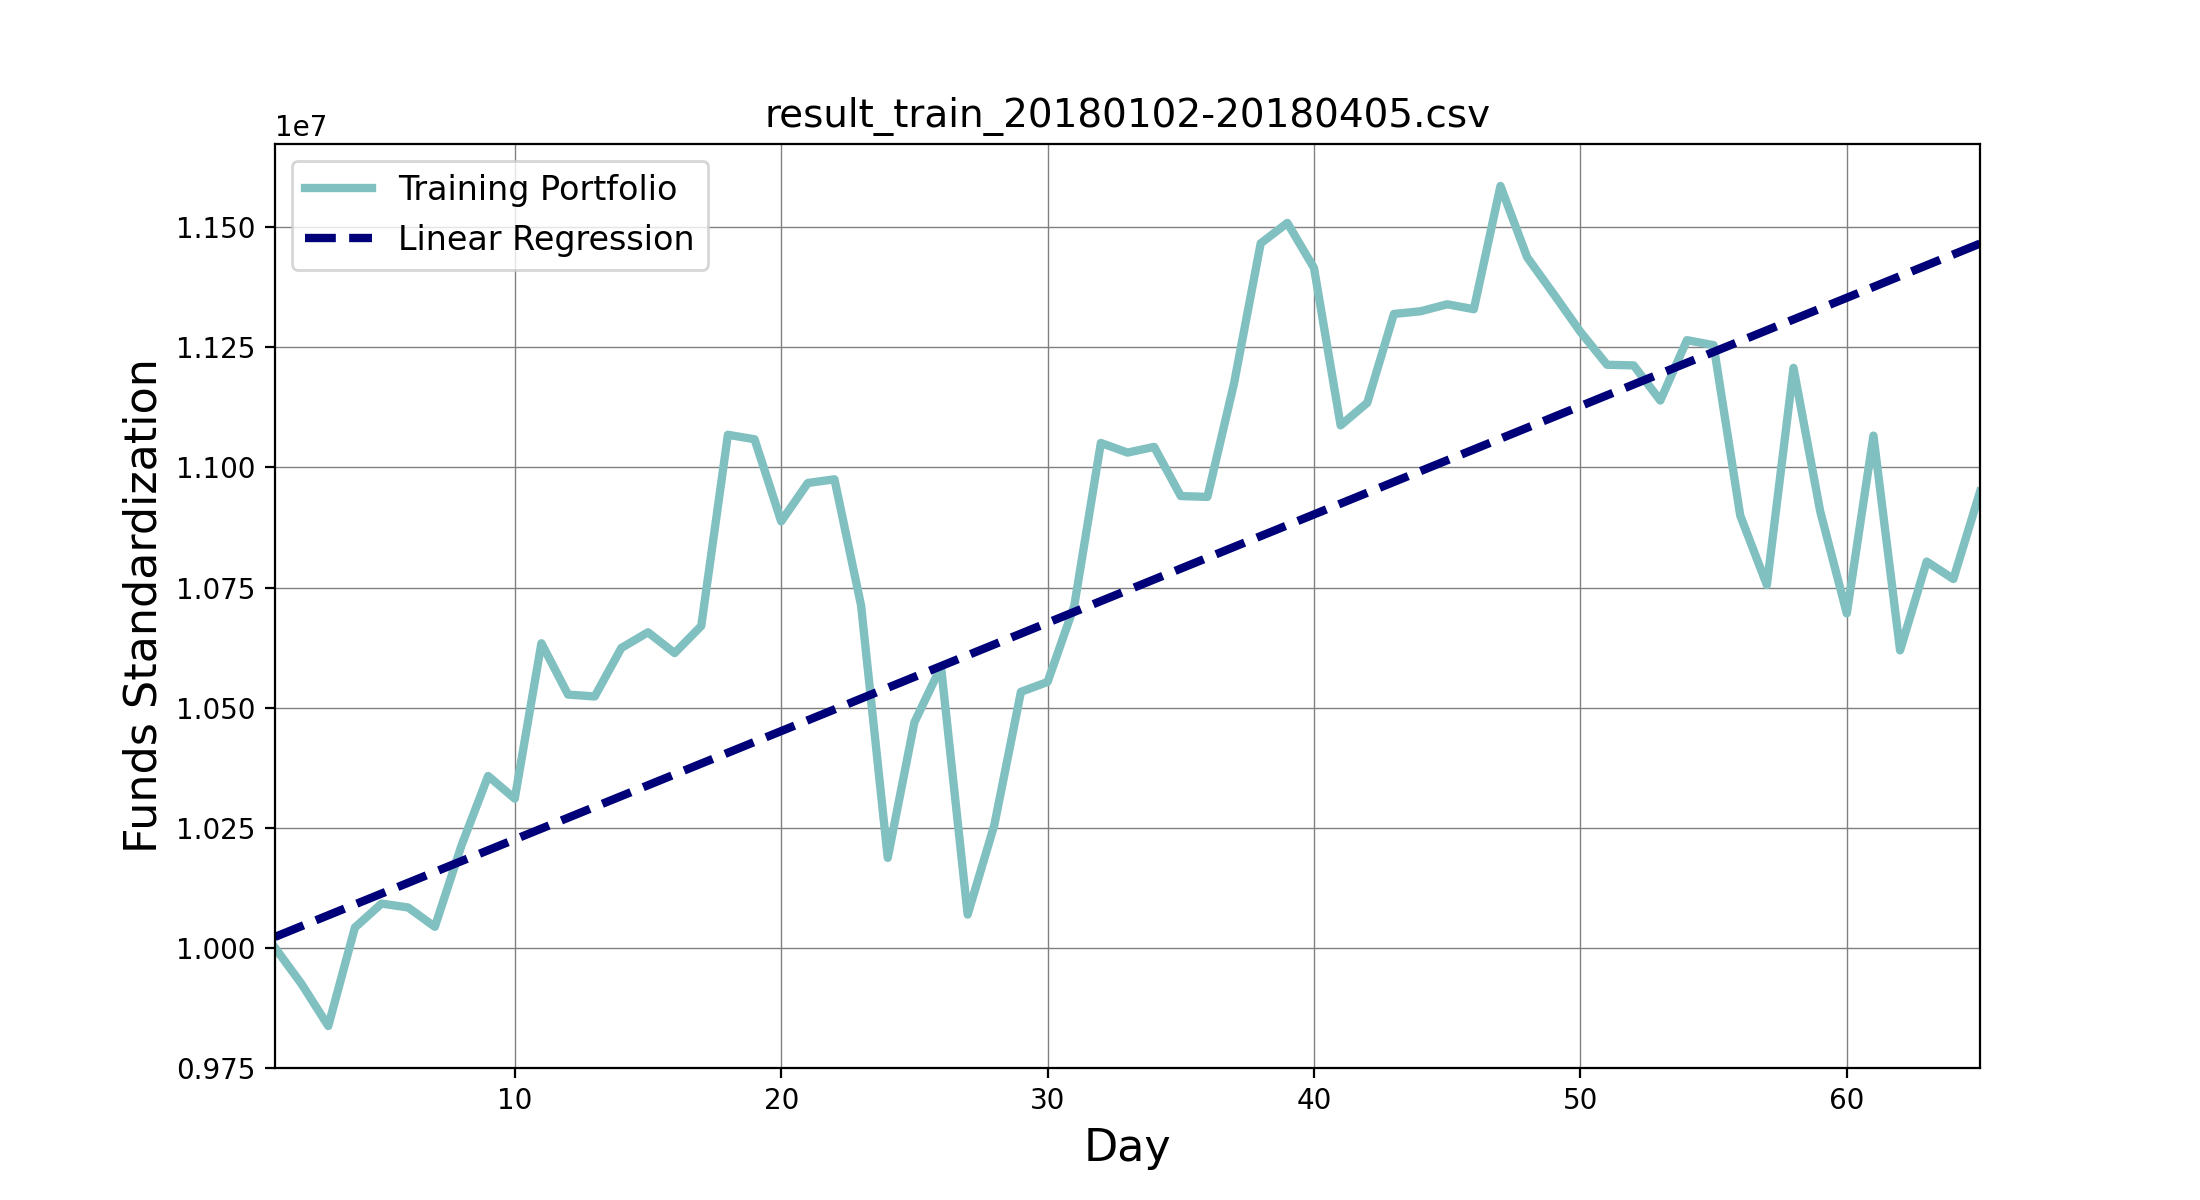 result_train_20180102-20180405.csv
1e7
Training Portfolio
Linear Regression
1.150
1.125
1.100
1.075
1.050
1.025
1.000
0.975
Funds Standardization
10 20 30 40 50 60
Day